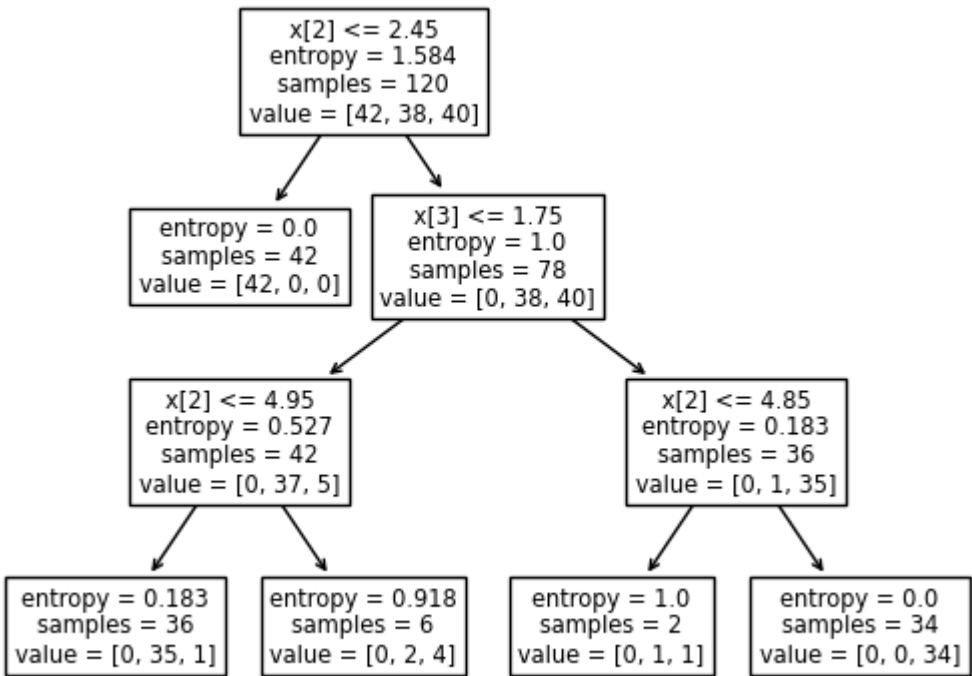 x[2] <= 2.45
entropy = 1.584
samples = 120
value = [42, 38, 40]
entropy = 0.0
samples = 42
value = [42, 0, 0]
x[3] <= 1.75
entropy = 1.0
samples = 78
value = [0, 38, 40]
x[2] <= 4.95
entropy = 0.527
samples = 42
value = [0, 37, 5]
x[2] <= 4.85
entropy = 0.183
samples = 36
value = [0, 1, 35]
entropy = 0.183
samples = 36
value = [0, 35, 1]
entropy = 0.918
samples = 6
value = [0, 2, 4]
entropy = 1.0
samples = 2
value = [0, 1, 1]
entropy = 0.0
samples = 34
value = [0, 0, 34]